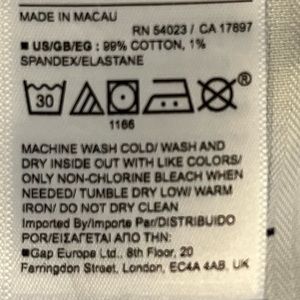 MADE IN MACAU
RN 54023 / CA 17897
■ US/GB/EG : 99% COTTON, 1%
SPANDEX/ELASTANE
30
®
1166
MACHINE WASH COLD/ WASH AND
DRY INSIDE OUT WITH LIKE COLORS/
ONLY NON-CHLORINE BLEACH WHEN
NEEDED/ TUMBLE DRY LOW/ WARM
IRON/ DO NOT DRY CLEAN
Imported By/Importe Par/DISTRIBUIDO
POR/ΕΙΣΑΓΕΤΑΙ ΑΠΟ ΤΗΝ:
■Gap Europe Ltd., 8th Floor, 20
Farringdon Street, London, EC4A 4AB, UK